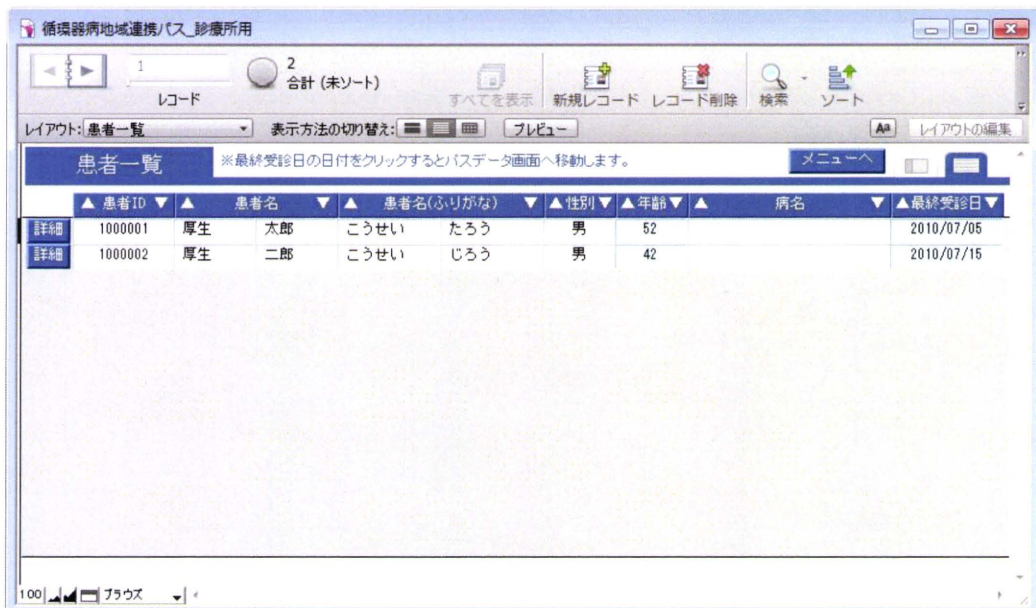 循環器病地域連携パス_診療所用
1
レコード
2
合計 (未ソート)
すべてを表示
新規レコード
レコード削除
検索
ソート
レイアウト: 患者一覧
表示方法の切り替え:
プレビュー
Aa
レイアウトの編集
患者一覧
※最終受診日の日付をクリックするとパスデータ画面へ移動します。
メニューへ
▲ 患者ID ▼ ▲ 患者名 ▼ ▲ 患者名(ふりがな) ▼ ▲性別▼ ▲年齢▼ ▲ 病名 ▼ ▲最終受診日▼
詳細 1000001 厚生 太郎 こうせい たろう 男 52 2010/07/05
詳細 1000002 厚生 二郎 こうせい じろう 男 42 2010/07/15
100 ブラウズ